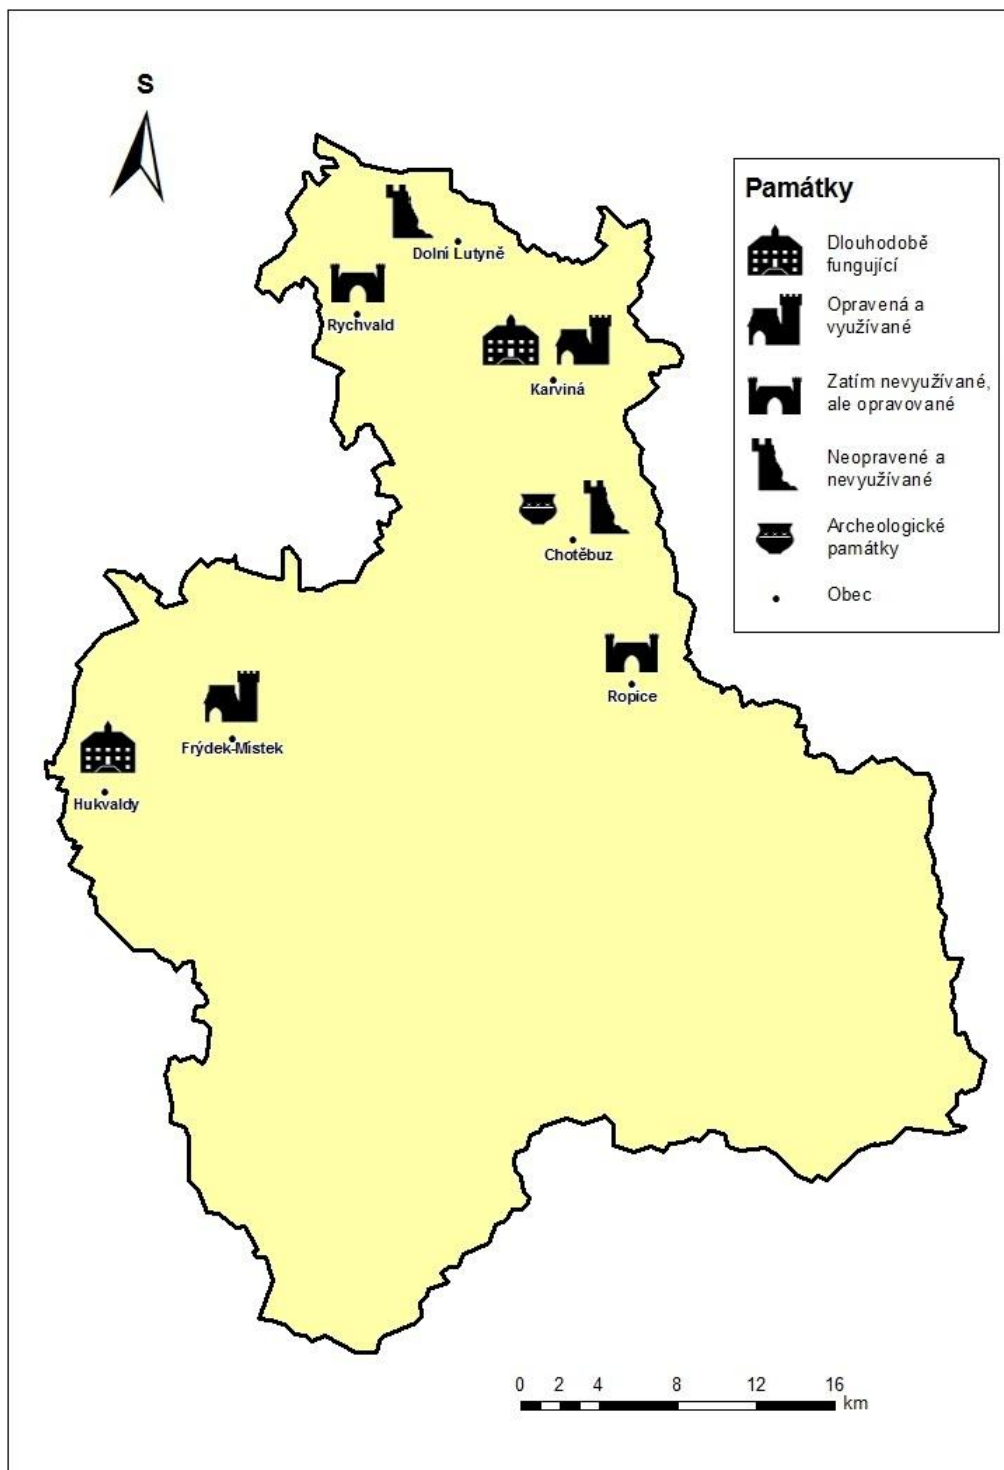 S
Památky
Dlouhodobě
fungující
Opravená a
využívané
Zatím nevyužívané,
ale opravované
Neopravené a
nevyužívané
Archeologické
památky
Obec
Dolní Lutyně
Rychvald
Karviná
Chotěbuz
Ropice
Frýdek-Místek
Hukvaldy
0 2 4 8 12 16
km